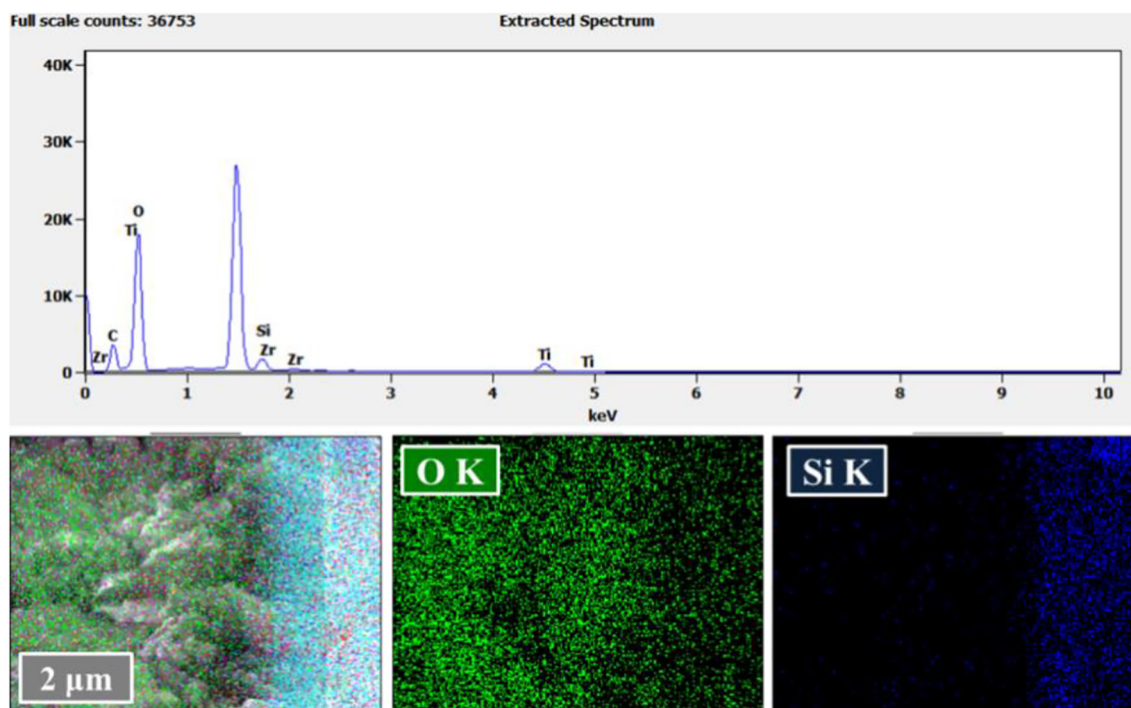 Full scale counts: 36753
Extracted Spectrum
40K
30K
20K
10K
0
O
Ti
C
Zr
Si
Zr
Zr
Ti
Ti
0 1 2 3 4 5 6 7 8 9 10
keV
2 µm
O K
Si K